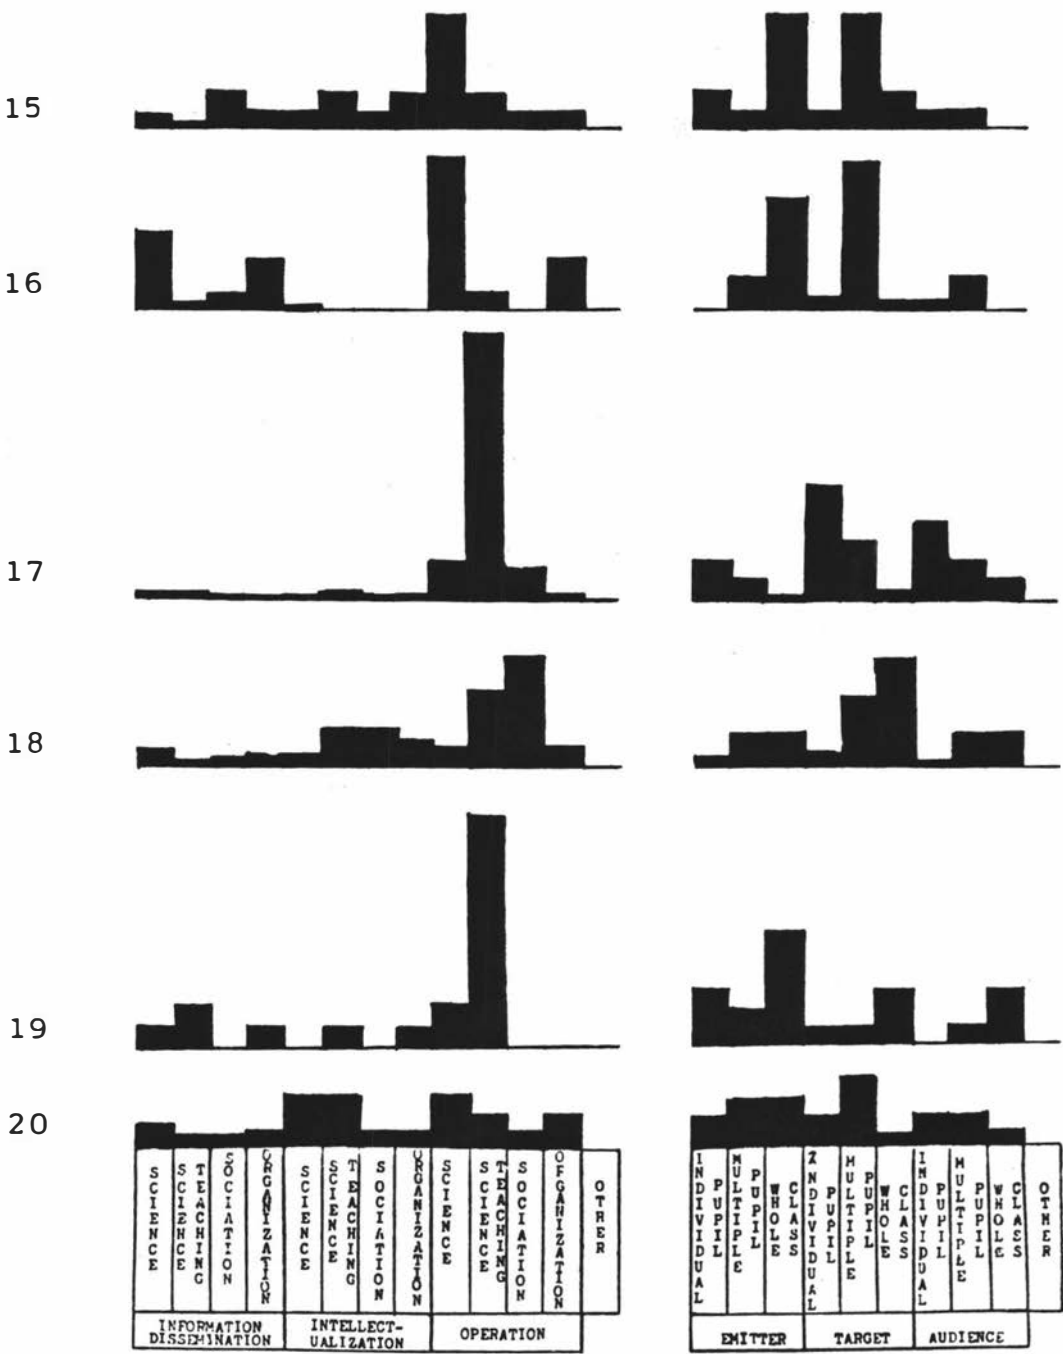 15
16
17
18
19
20
SCIENCE
TEACHING
SCIENCE
SOCIATION
ORGANIZATION
SCIENCE
TEACHING
SCIENCE
SOCIATION
ORGANIZATION
SCIENCE
TEACHING
SCIENCE
SOCIATION
OFGANIZATION
OTHER
INFORMATION
DISSEMINATION
INTELLECT-
UALIZATION
OPERATION
INDIVIDUAL
PUPIL
MULTIPLE
PUPIL
WHOLE
CLASS
INDIVIDUAL
PUPIL
MULTIPLE
PUPIL
WHOLE
CLASS
INDIVIDUAL
PUPIL
MULTIPLE
PUPIL
WHOLE
CLASS
OTHER
EMITTER
TARGET
AUDIENCE